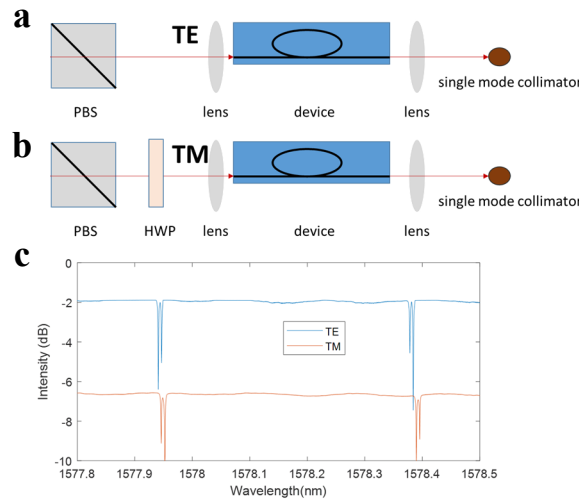 a
TE
PBS
lens
device
lens
single mode collimator
b
TM
PBS
HWP
lens
device
lens
single mode collimator
c
0
-2
-4
-6
-8
-10
Intensity (dB)
TE
TM
1577.8
1577.9
1578
1578.1
1578.2
1578.3
1578.4
1578.5
Wavelength(nm)